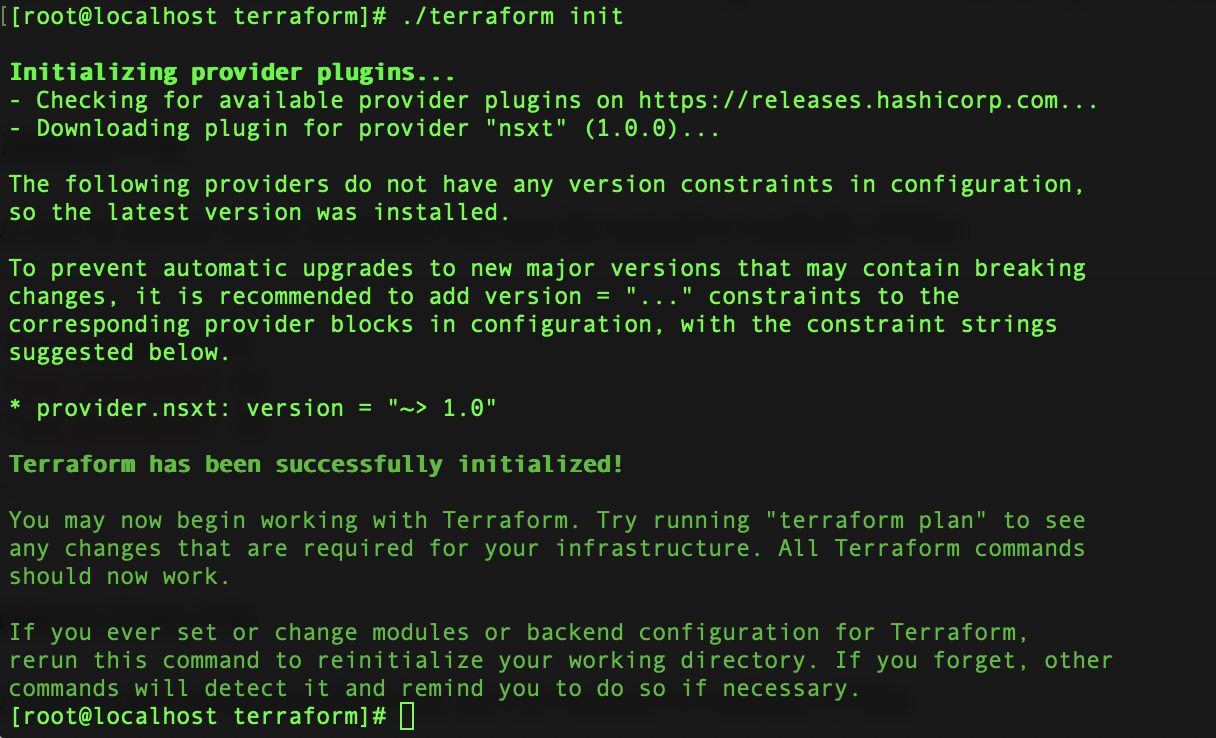 [[root@localhost terraform]# ./terraform init
Initializing provider plugins...
- Checking for available provider plugins on https://releases.hashicorp.com...
- Downloading plugin for provider "nsxt" (1.0.0)...
The following providers do not have any version constraints in configuration,
so the latest version was installed.
To prevent automatic upgrades to new major versions that may contain breaking
changes, it is recommended to add version = "..." constraints to the
corresponding provider blocks in configuration, with the constraint strings
suggested below.
* provider.nsxt: version = "~> 1.0"
Terraform has been successfully initialized!
You may now begin working with Terraform. Try running "terraform plan" to see
any changes that are required for your infrastructure. All Terraform commands
should now work.
If you ever set or change modules or backend configuration for Terraform,
rerun this command to reinitialize your working directory. If you forget, other
commands will detect it and remind you to do so if necessary.
[root@localhost terraform]#